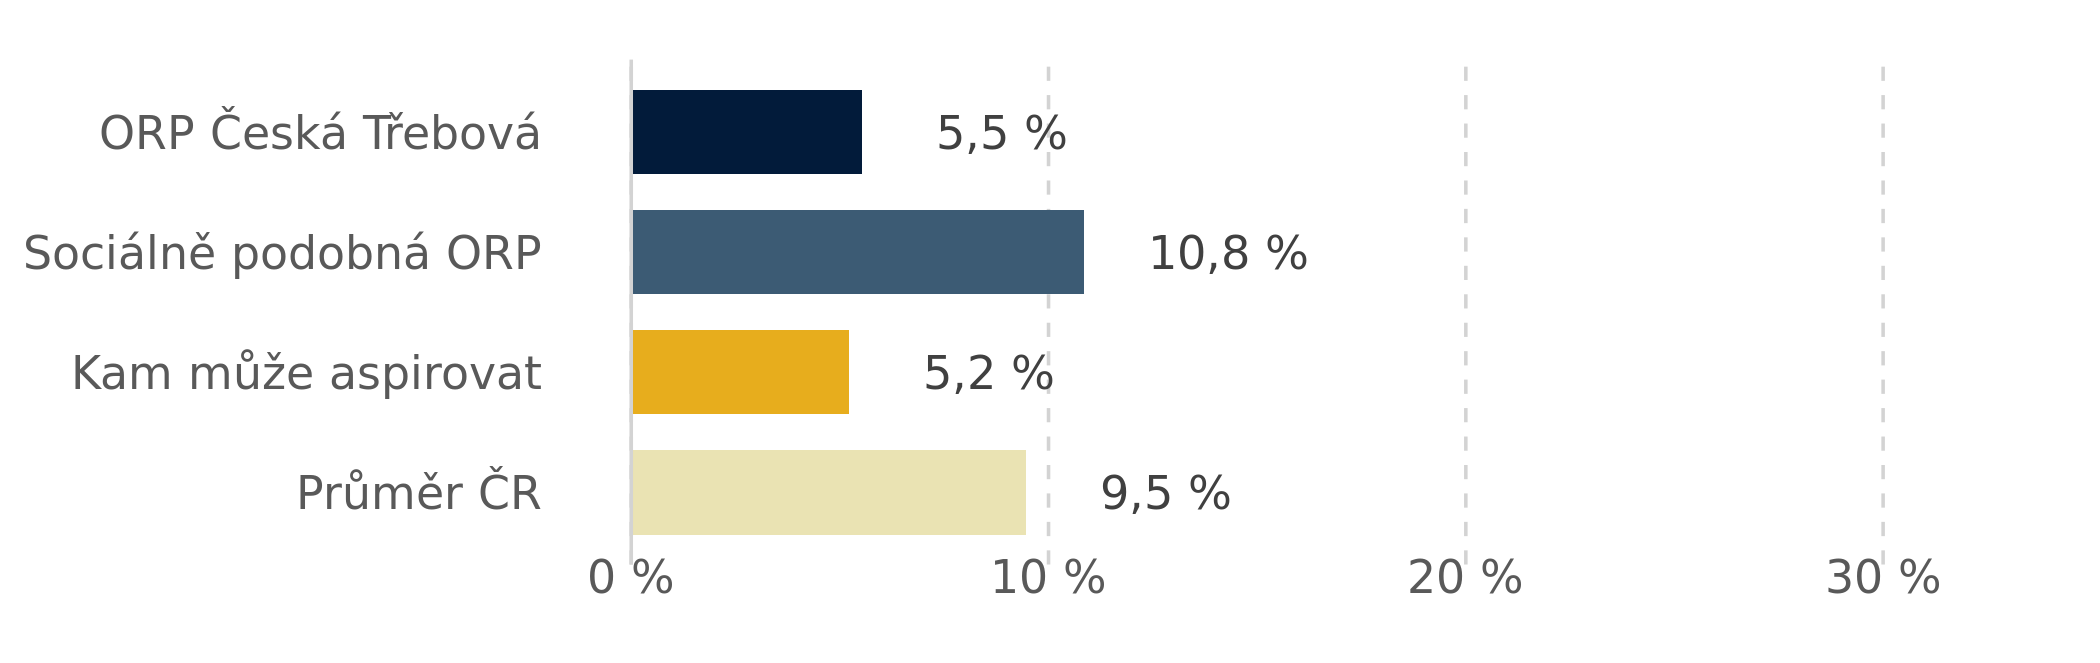 ORP Česká Třebová 5,5 %
Sociálně podobná ORP 10,8 %
Kam může aspirovat 5,2 %
Průměr ČR 9,5 %
0 % 10 % 20 % 30 %